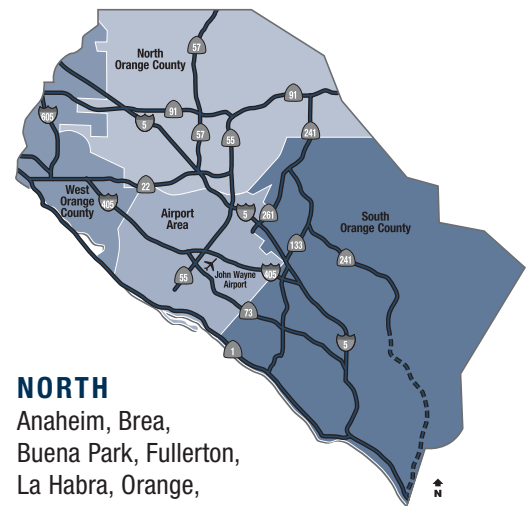 57
North
Orange County
91
91
605
5
57
55
241
22
West
Orange
County
405
Airport
Area
5
261
South
Orange County
133
241
John Wayne
Airport
405
55
73
5
1
NORTH
Anaheim, Brea,
Buena Park, Fullerton,
La Habra, Orange,
N